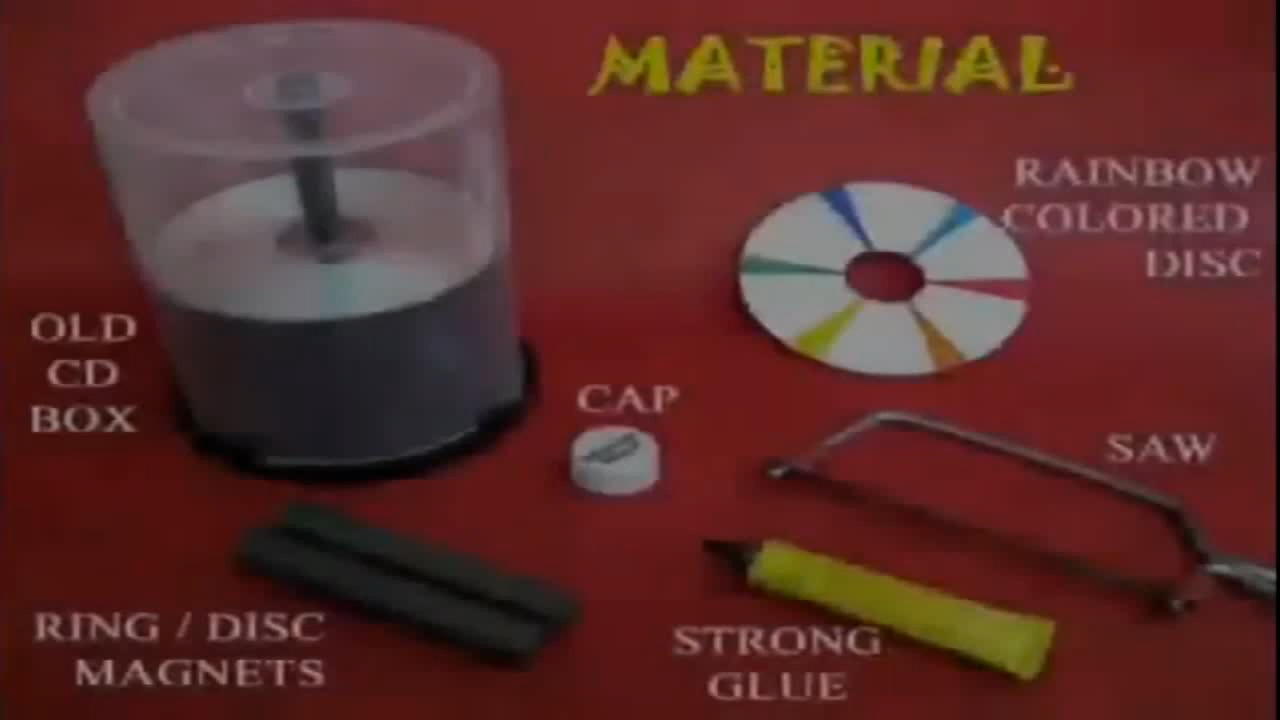 MATERIAL
RAINBOW
COLORED
DISC
OLD
CD
BOX
CAP
SAW
RING / DISC
MAGNETS
STRONG
GLUE